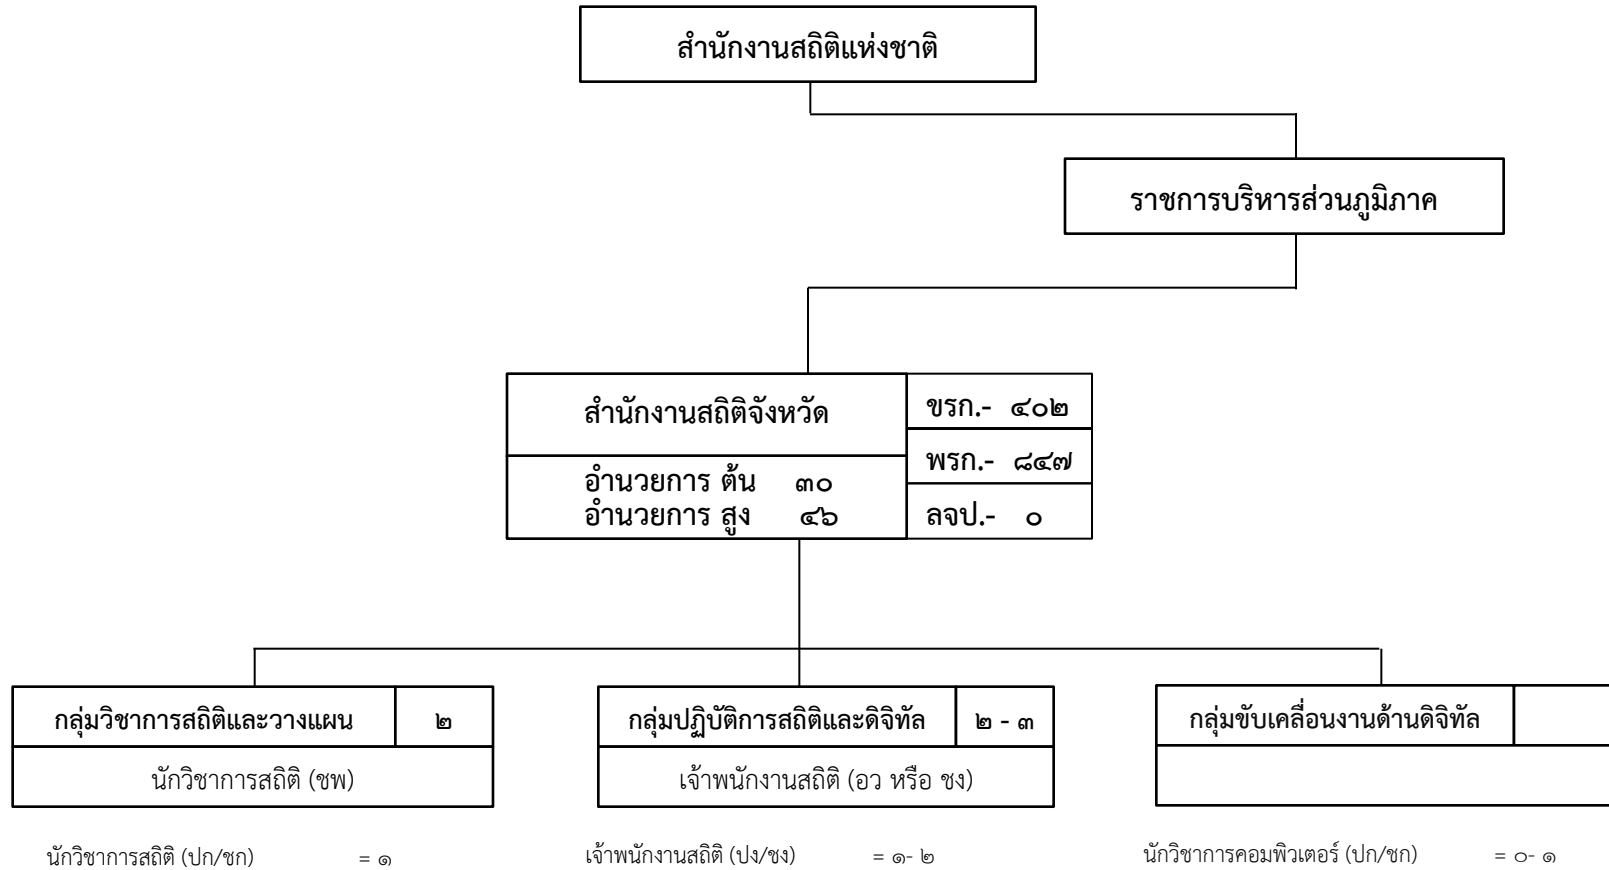 สำนักงานสถิติแห่งชาติ
ราชการบริหารส่วนภูมิภาค
สำนักงานสถิติจังหวัด
ขรก.- ๔๐๒
พรก.- ๘๔๗
อำนวยการ ต้น ๓๐
อำนวยการ สูง ๔๖
ลจป.- ๐
กลุ่มวิชาการสถิติและวางแผน ๒
นักวิชาการสถิติ (ชพ)
นักวิชาการสถิติ (ปก/ชก) = ๑
กลุ่มปฏิบัติการสถิติและดิจิทัล ๒ - ๓
เจ้าพนักงานสถิติ (อว หรือ ชง)
เจ้าพนักงานสถิติ (ปง/ชง) = ๑- ๒
กลุ่มขับเคลื่อนงานด้านดิจิทัล
นักวิชาการคอมพิวเตอร์ (ปก/ชก) = ๐- ๑